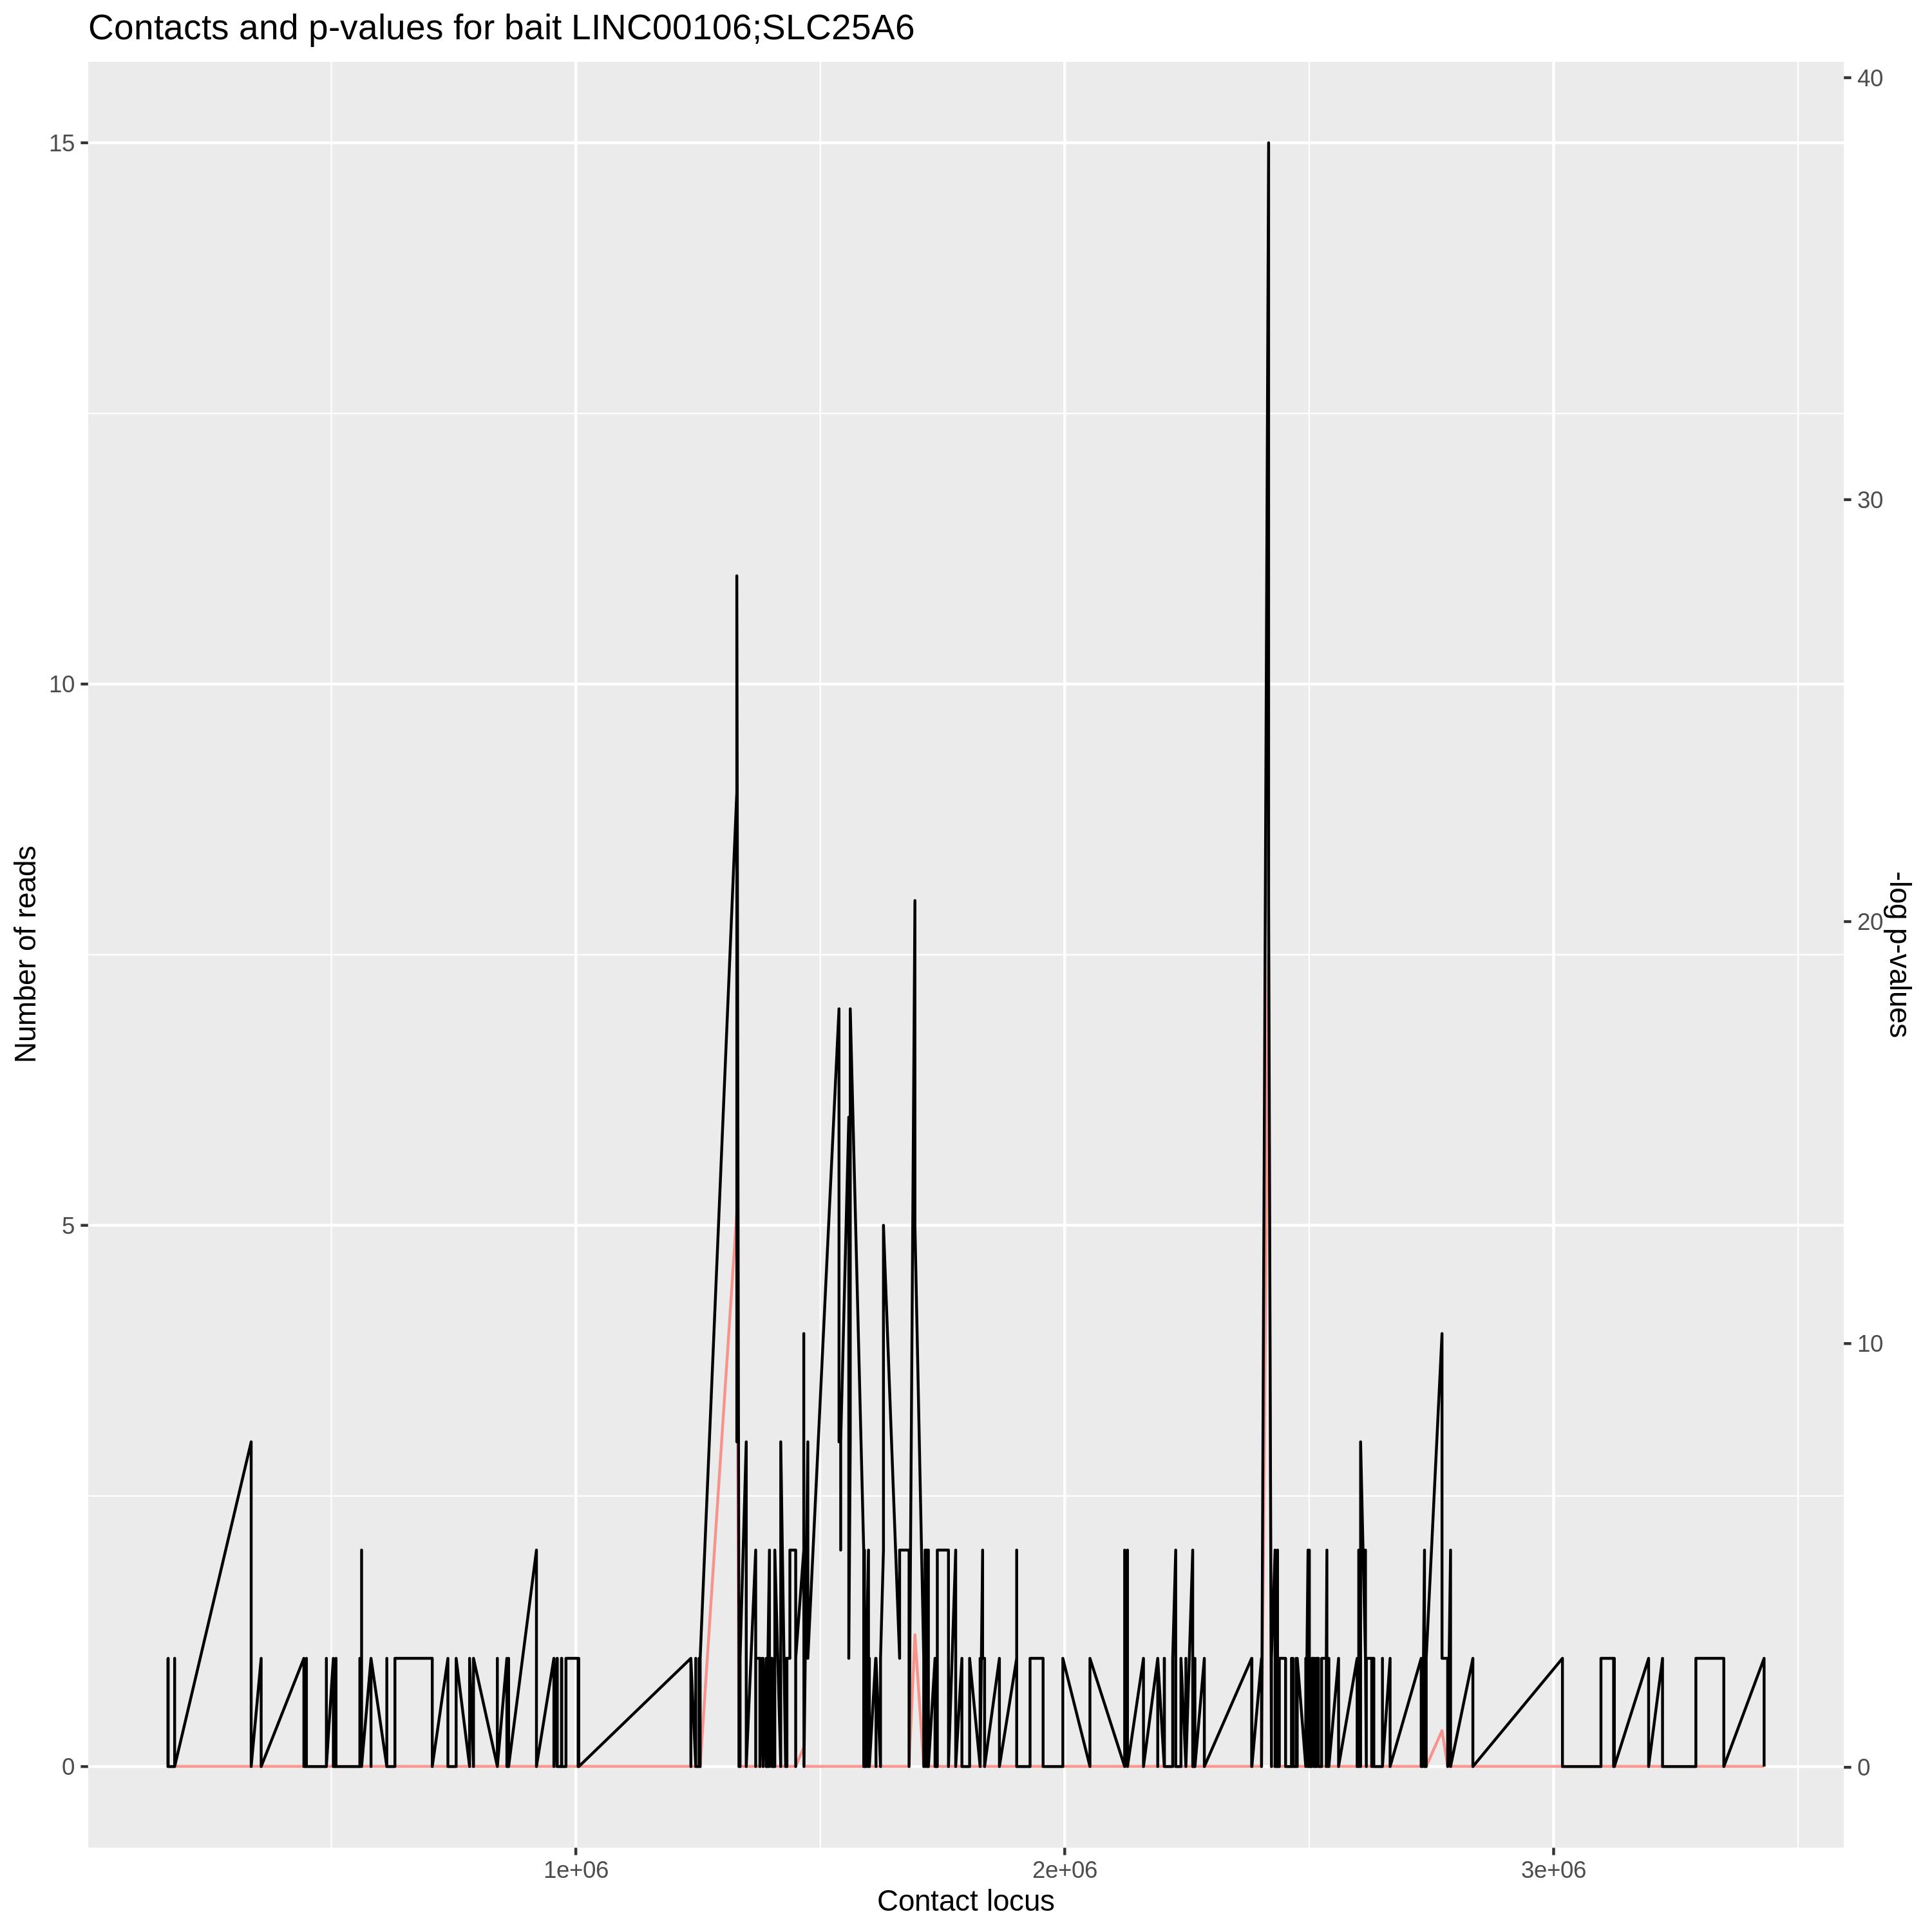 Contacts and p-values for bait LINC00106;SLC25A6
15
10
5
0
Number of reads
40
30
20
10
0
-log p-values
1e+06
2e+06
3e+06
Contact locus